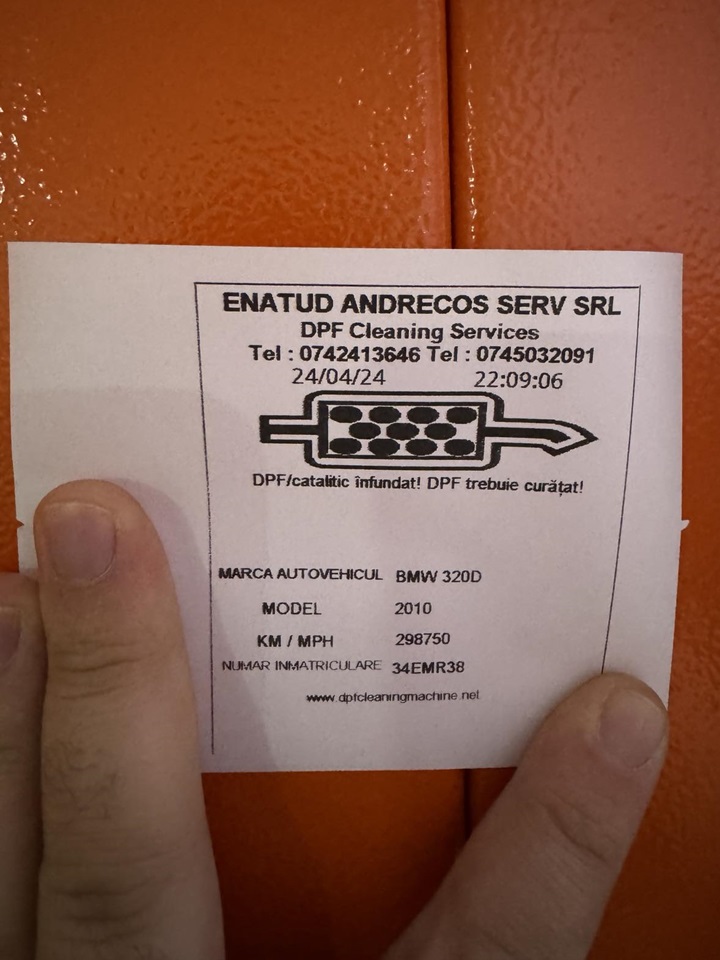 ENATUD ANDRECOS SERV SRL
DPF Cleaning Services
Tel : 0742413646 Tel : 0745032091
24/04/24 22:09:06
DPF/catalitic înfundat! DPF trebuie curățat!
MARCA AUTOVEHICUL BMW 320D
MODEL 2010
KM / MPH 298750
NUMAR INMATRICULARE 34EMR38
www.dpfcleaningmachine.net